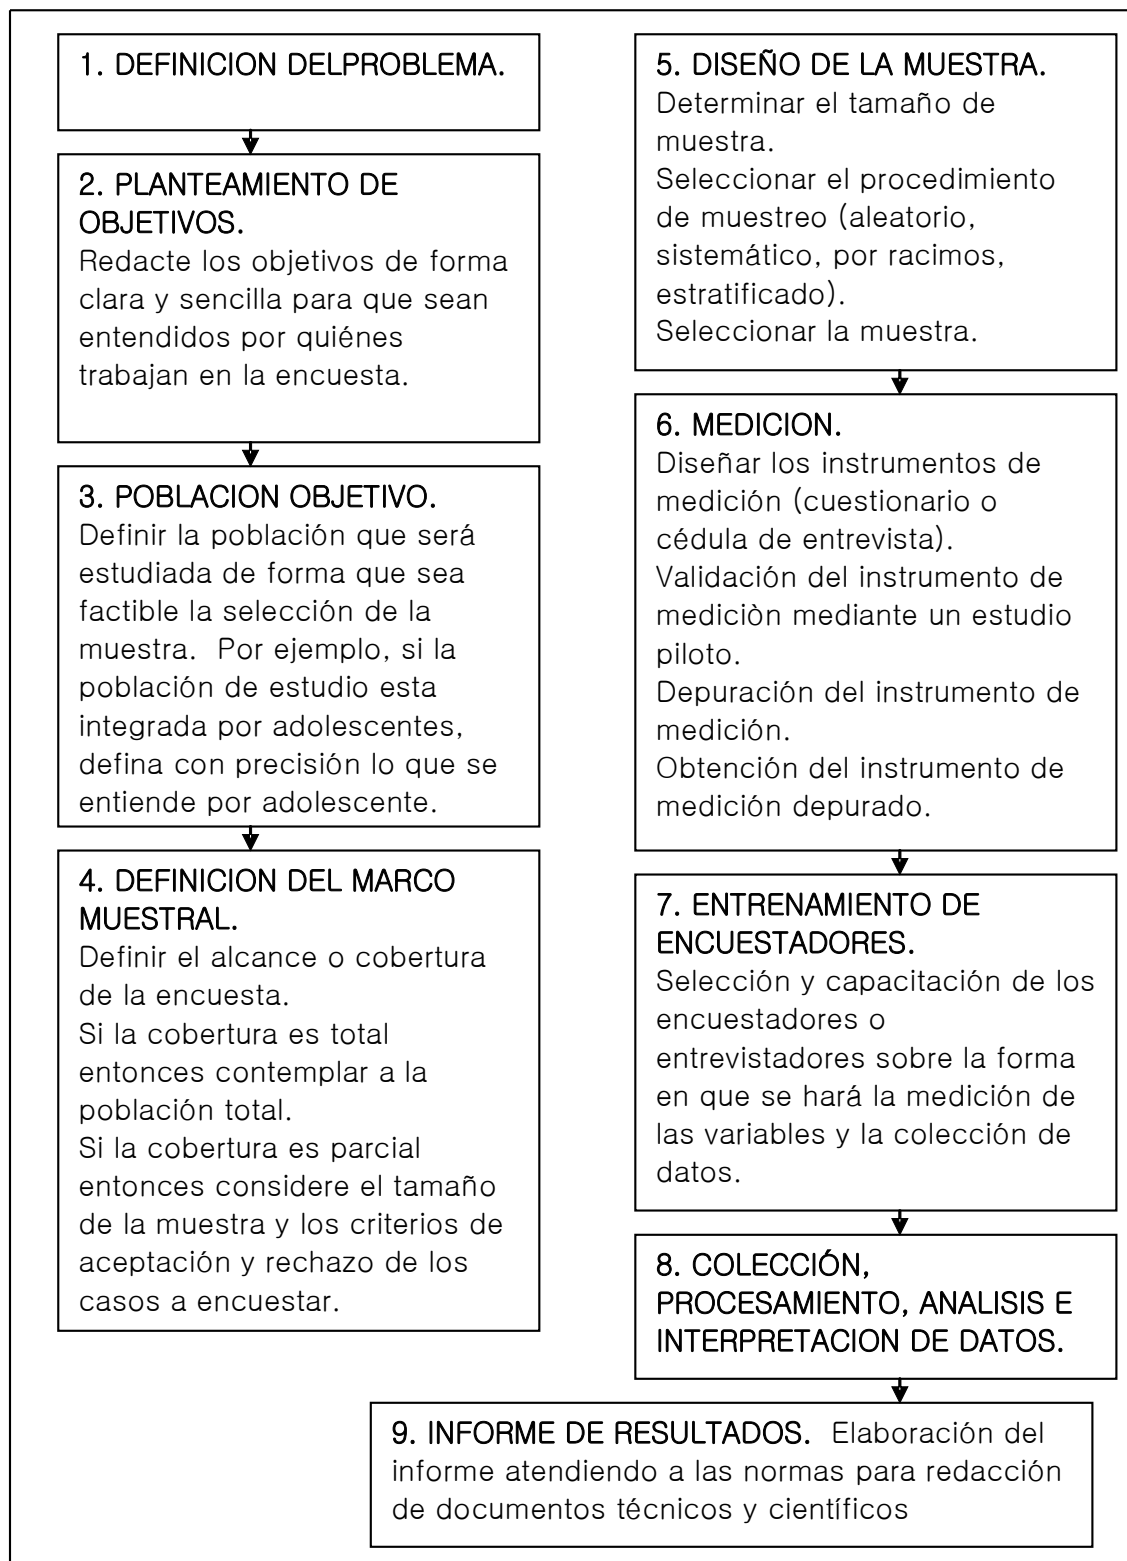 1. DEFINICION DELPROBLEMA.
2. PLANTEAMIENTO DE
OBJETIVOS.
Redacte los objetivos de forma
clara y sencilla para que sean
entendidos por quiénes
trabajan en la encuesta.
3. POBLACION OBJETIVO.
Definir la población que será
estudiada de forma que sea
factible la selección de la
muestra.  Por ejemplo, si la
población de estudio esta
integrada por adolescentes,
defina con precisión lo que se
entiende por adolescente.
4. DEFINICION DEL MARCO
MUESTRAL.
Definir el alcance o cobertura
de la encuesta.
Si la cobertura es total
entonces contemplar a la
población total.
Si la cobertura es parcial
entonces considere el tamaño
de la muestra y los criterios de
aceptación y rechazo de los
casos a encuestar.
5. DISEÑO DE LA MUESTRA.
Determinar el tamaño de
muestra.
Seleccionar el procedimiento
de muestreo (aleatorio,
sistemático, por racimos,
estratificado).
Seleccionar la muestra.
6. MEDICION.
Diseñar los instrumentos de
medición (cuestionario o
cédula de entrevista).
Validación del instrumento de
mediciòn mediante un estudio
piloto.
Depuración del instrumento de
medición.
Obtención del instrumento de
medición depurado.
7. ENTRENAMIENTO DE
ENCUESTADORES.
Selección y capacitación de los
encuestadores o
entrevistadores sobre la forma
en que se hará la medición de
las variables y la colección de
datos.
8. COLECCIÓN,
PROCESAMIENTO, ANALISIS E
INTERPRETACION DE DATOS.
9. INFORME DE RESULTADOS.  Elaboración del
informe atendiendo a las normas para redacción
de documentos técnicos y científicos